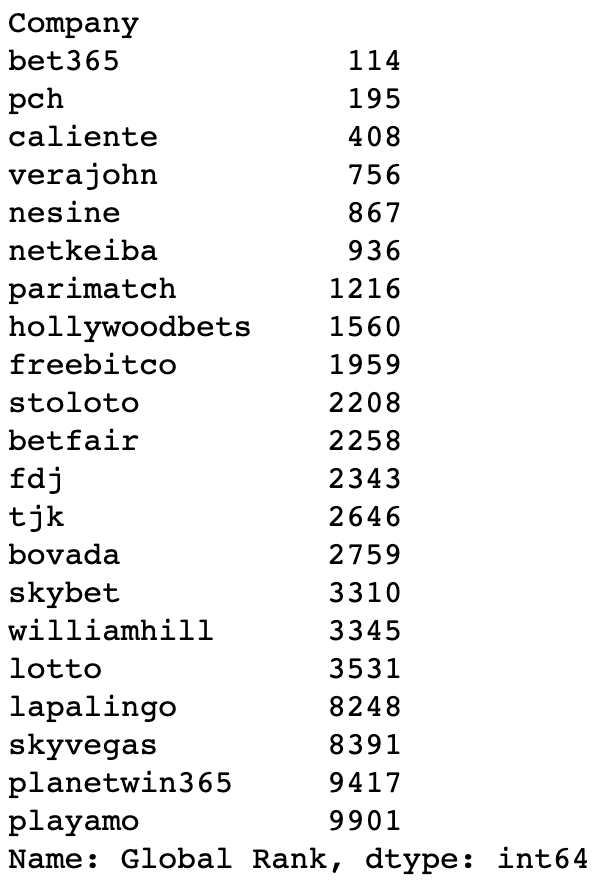 Company
bet365 114
pch 195
caliente 408
verajohn 756
nesine 867
netkeiba 936
parimatch 1216
hollywoodbets 1560
freebitco 1959
stoloto 2208
betfair 2258
fdj 2343
tjk 2646
bovada 2759
skybet 3310
williamhill 3345
lotto 3531
lapalingo 8248
skyvegas 8391
planetwin365 9417
playamo 9901
Name: Global Rank, dtype: int64